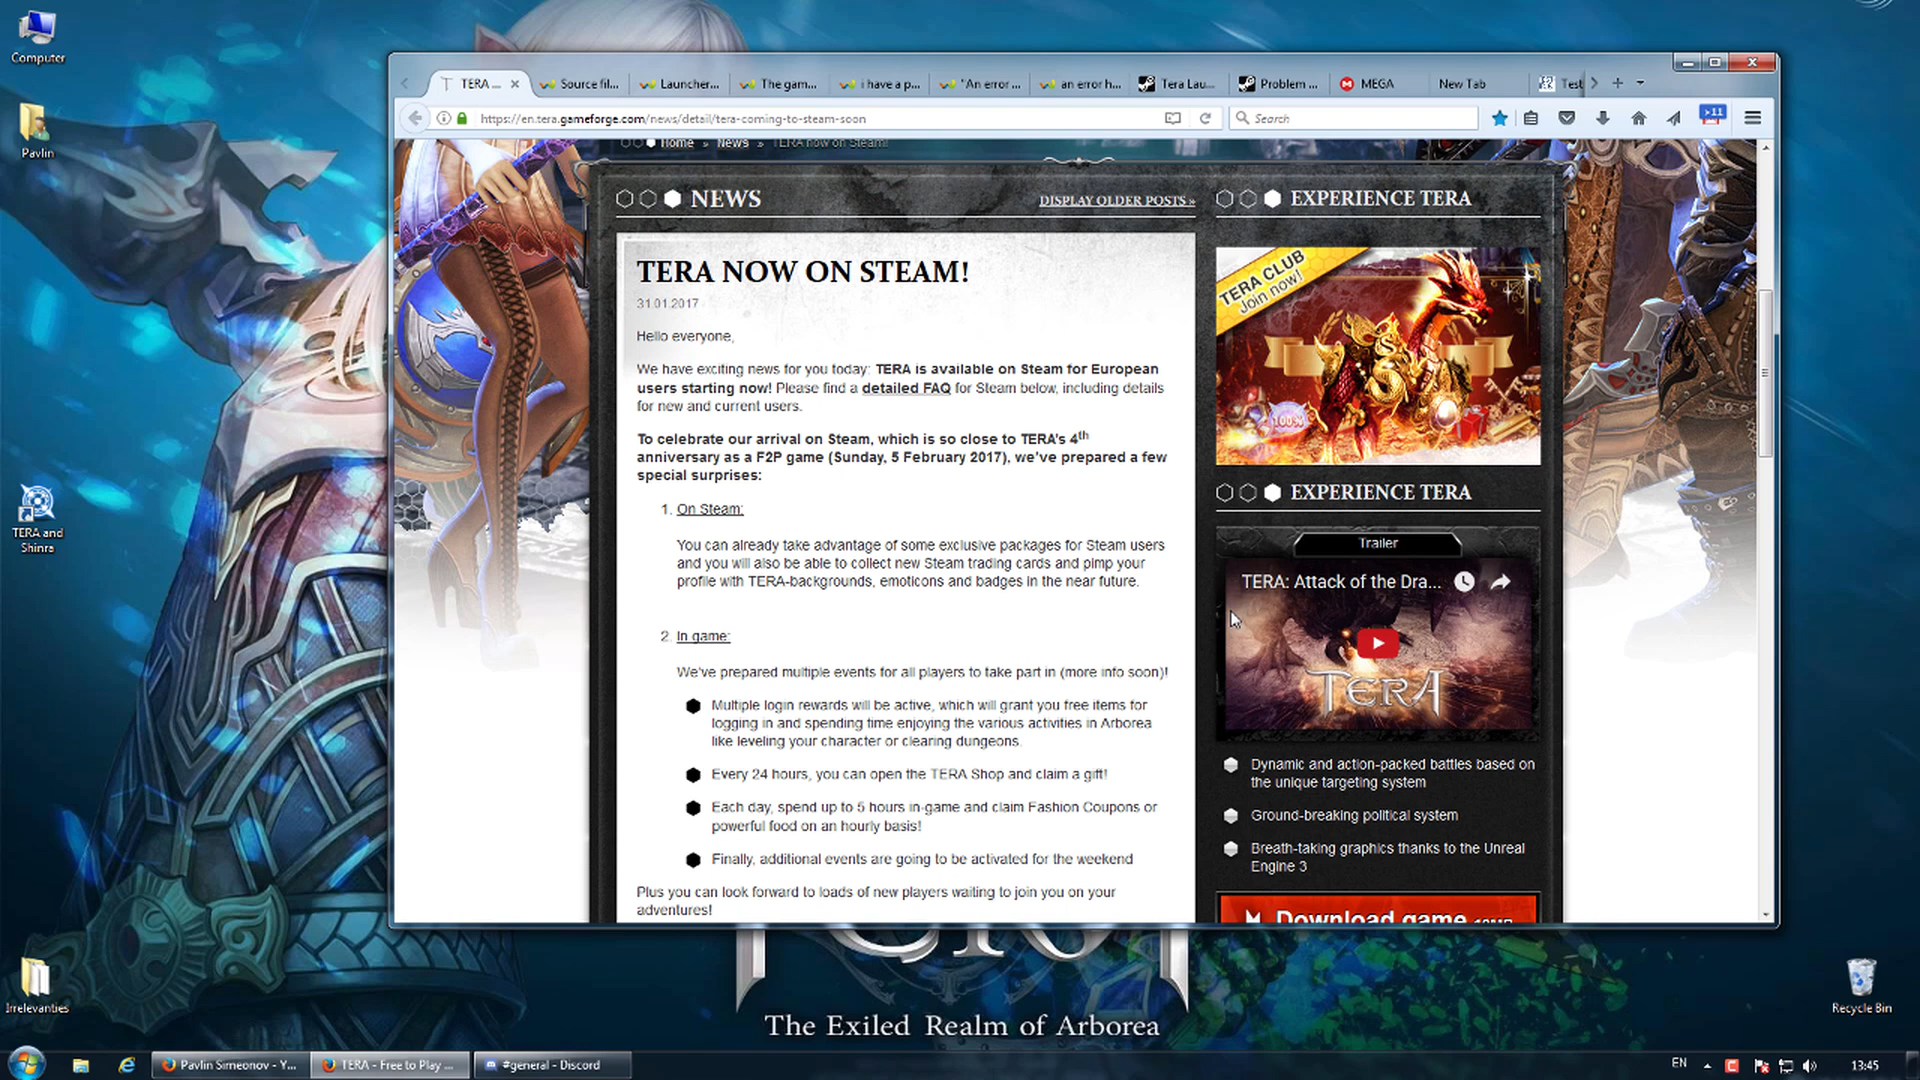 Computer
Pavlin
TERA and
Shinra
Irrelevanties
Recycle Bin
TERA ...
Source fil...
Launcher...
The gam...
i have a p...
"An error ...
an error h...
Tera Lau...
Problem ...
MEGA
New Tab
Test
https://en.tera.gameforge.com/news/detail/tera-coming-to-steam-soon
Search
>11
Home » News » TERA now on Steam!
NEWS
DISPLAY OLDER POSTS »
TERA NOW ON STEAM!
31.01.2017
Hello everyone,
We have exciting news for you today: TERA is available on Steam for European
users starting now! Please find a detailed FAQ for Steam below, including details
for new and current users.
To celebrate our arrival on Steam, which is so close to TERA's 4th
anniversary as a F2P game (Sunday, 5 February 2017), we've prepared a few
special surprises:
1. On Steam:
You can already take advantage of some exclusive packages for Steam users
and you will also be able to collect new Steam trading cards and pimp your
profile with TERA-backgrounds, emoticons and badges in the near future.
2. In game:
We've prepared multiple events for all players to take part in (more info soon)!
Multiple login rewards will be active, which will grant you free items for
logging in and spending time enjoying the various activities in Arborea
like leveling your character or clearing dungeons.
Every 24 hours, you can open the TERA Shop and claim a gift!
Each day, spend up to 5 hours in-game and claim Fashion Coupons or
powerful food on an hourly basis!
Finally, additional events are going to be activated for the weekend
Plus you can look forward to loads of new players waiting to join you on your
adventures!
EXPERIENCE TERA
TERA CLUB
Join now!
100%
EXPERIENCE TERA
Trailer
TERA: Attack of the Dra...
TERA
Dynamic and action-packed battles based on
the unique targeting system
Ground-breaking political system
Breath-taking graphics thanks to the Unreal
Engine 3
Download game
The Exiled Realm of Arborea
Pavlin Simeonov - Y...
TERA - Free to Play ...
#general - Discord
EN
13:45